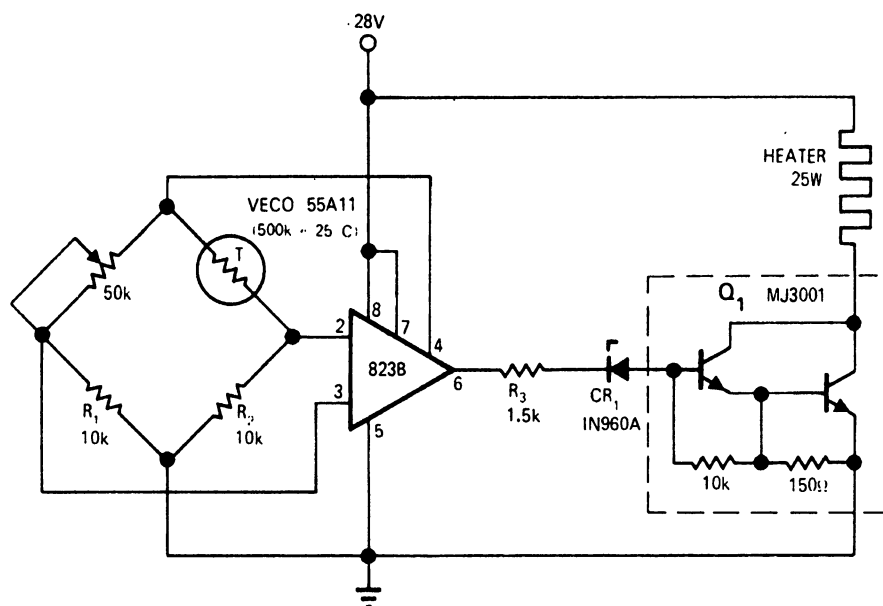 28V
HEATER
25W
VECO 55A11
(500k 25 C)
T
50k
Q1 MJ3001
8
7
2
4
823B
6
3
5
R1
10k
R2
10k
R3
1.5k
CR1
IN960A
10k
150Ω